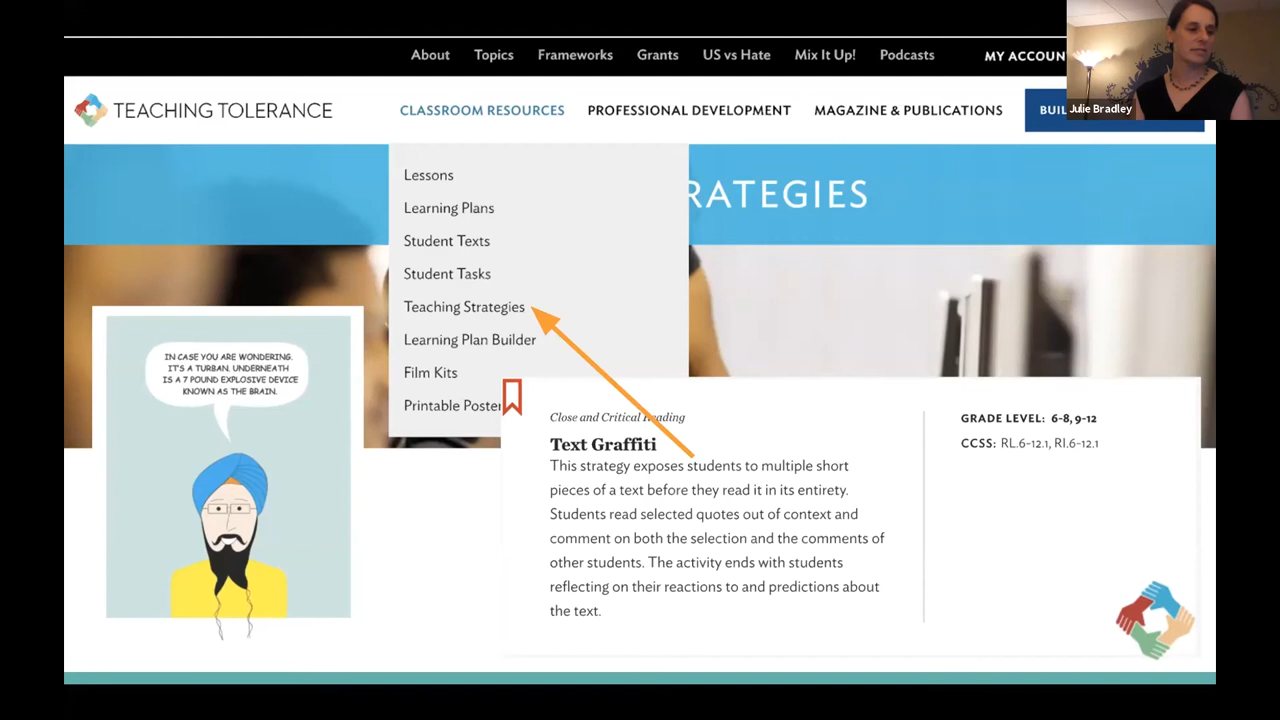 About Topics Frameworks Grants US vs Hate Mix It Up! Podcasts MY ACCOUN
Julie Bradley
TEACHING TOLERANCE CLASSROOM RESOURCES PROFESSIONAL DEVELOPMENT MAGAZINE & PUBLICATIONS BUIL
RATEGIES
Lessons
Learning Plans
Student Texts
Student Tasks
Teaching Strategies
Learning Plan Builder
Film Kits
Printable Poster
IN CASE YOU ARE WONDERING.
IT'S A TURBAN. UNDERNEATH
IS A 7 POUND EXPLOSIVE DEVICE
KNOWN AS THE BRAIN.
Close and Critical Reading
Text Graffiti
This strategy exposes students to multiple short
pieces of a text before they read it in its entirety.
Students read selected quotes out of context and
comment on both the selection and the comments of
other students. The activity ends with students
reflecting on their reactions to and predictions about
the text.
GRADE LEVEL: 6-8, 9-12
CCSS: RL.6-12.1, RI.6-12.1